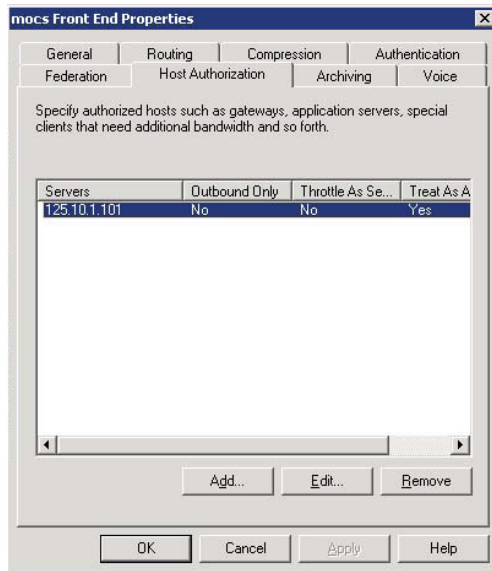 mocs Front End Properties
General Routing Compression Authentication
Federation Host Authorization Archiving Voice
Specify authorized hosts such as gateways, application servers, special
clients that need additional bandwidth and so forth.
Servers Outbound Only Throttle As Se... Treat As A
125.10.1.101 No No Yes
Add... Edit... Remove
OK Cancel Apply Help